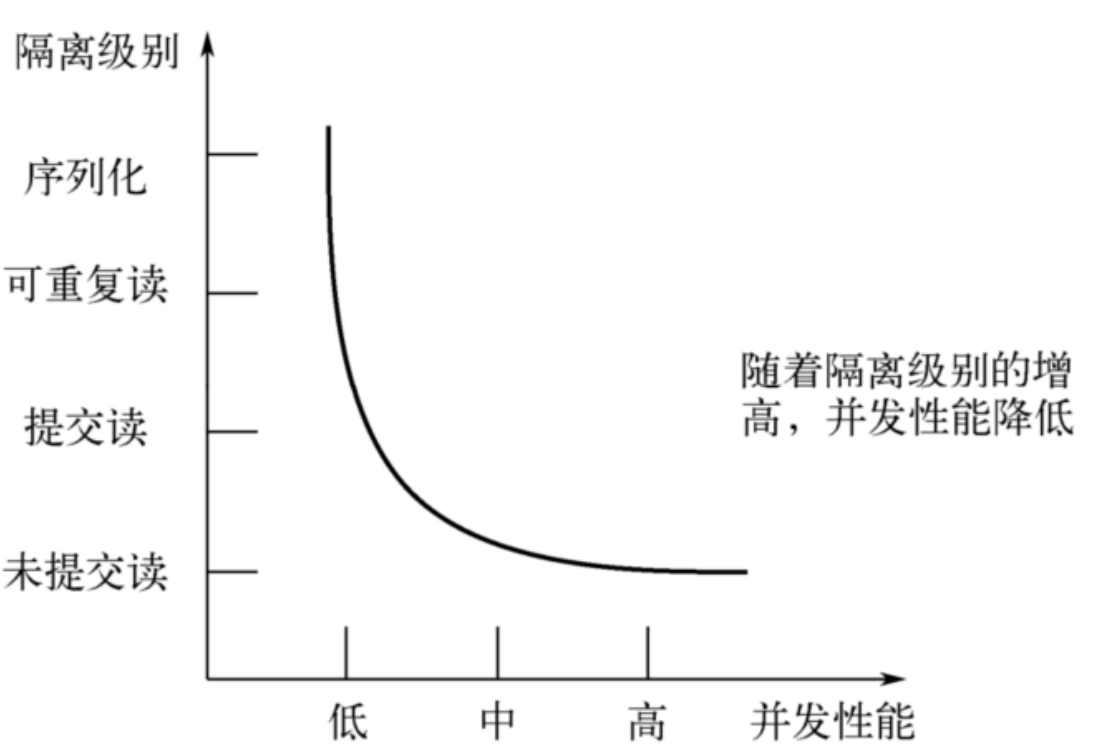 隔离级别
序列化
可重复读
随着隔离级别的增
高，并发性能降低
提交读
未提交读
低
中
高
并发性能